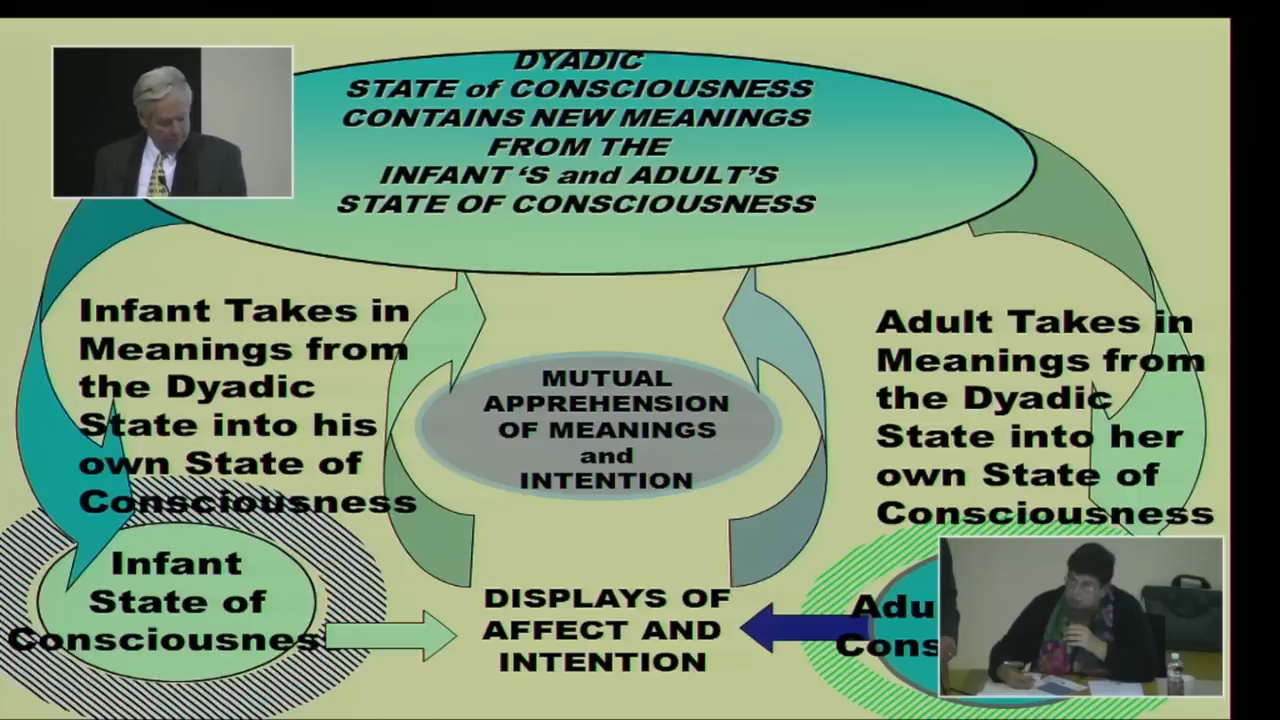 DYADIC
STATE of CONSCIOUSNESS
CONTAINS NEW MEANINGS
FROM THE
INFANT ‘S and ADULT’S
STATE OF CONSCIOUSNESS
Infant Takes in
Meanings from
the Dyadic
State into his
own State of
Consciousness
MUTUAL
APPREHENSION
OF MEANINGS
and
INTENTION
Adult Takes in
Meanings from
the Dyadic
State into her
own State of
Consciousness
Infant
State of
Consciousnes
DISPLAYS OF
AFFECT AND
INTENTION
Adu
Cons